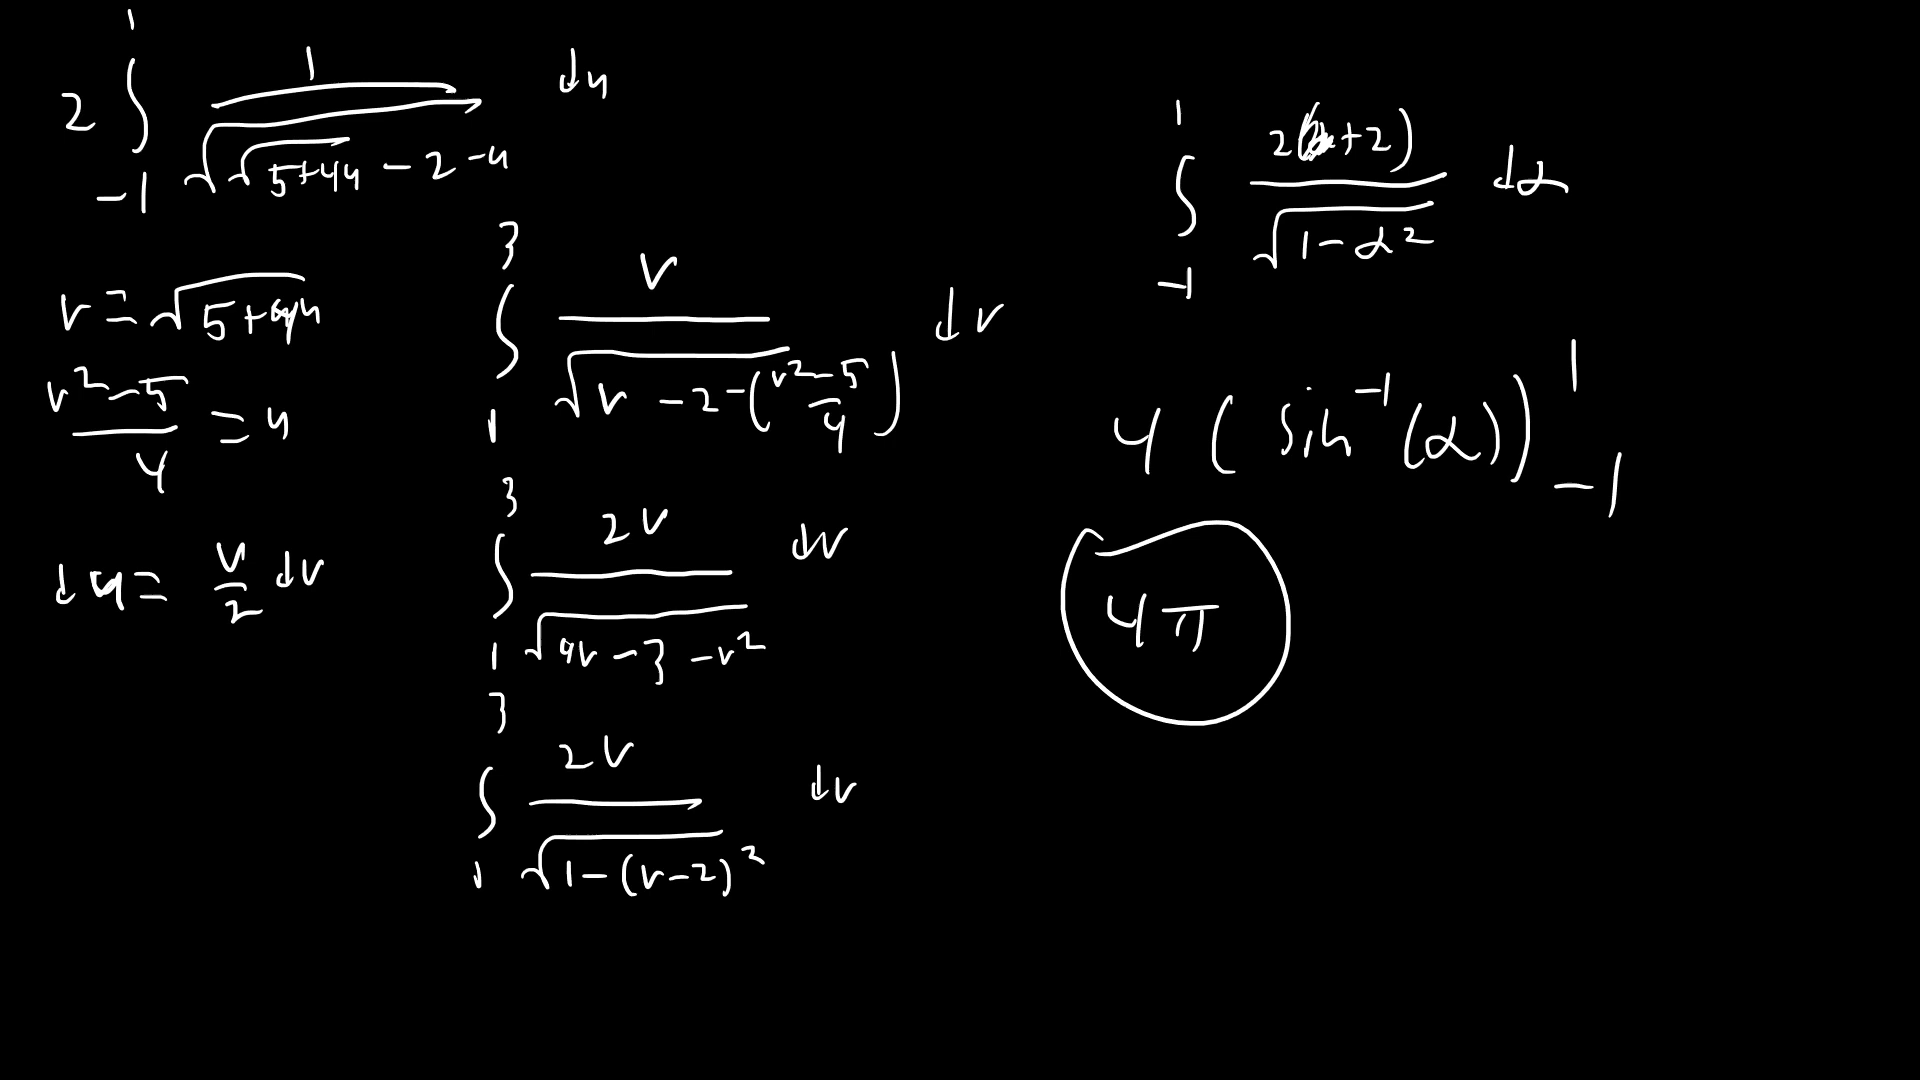 2 ∫_{-1}^{1} 1/√(√(5+4u) - 2 - u) du
v = √(5+4u)
(v² - 5)/4 = u
du = v/2 dv
∫_{1}^{3} v/√(v - 2 - ((v² - 5)/4)) dv
∫_{1}^{3} 2v/√(4v - 3 - v²) dv
∫_{1}^{3} 2v/√(1 - (v-2)²) dv
∫_{-1}^{1} 2(α+2)/√(1 - α²) dα
4 (sin⁻¹(α))_{-1}^{1}
4π